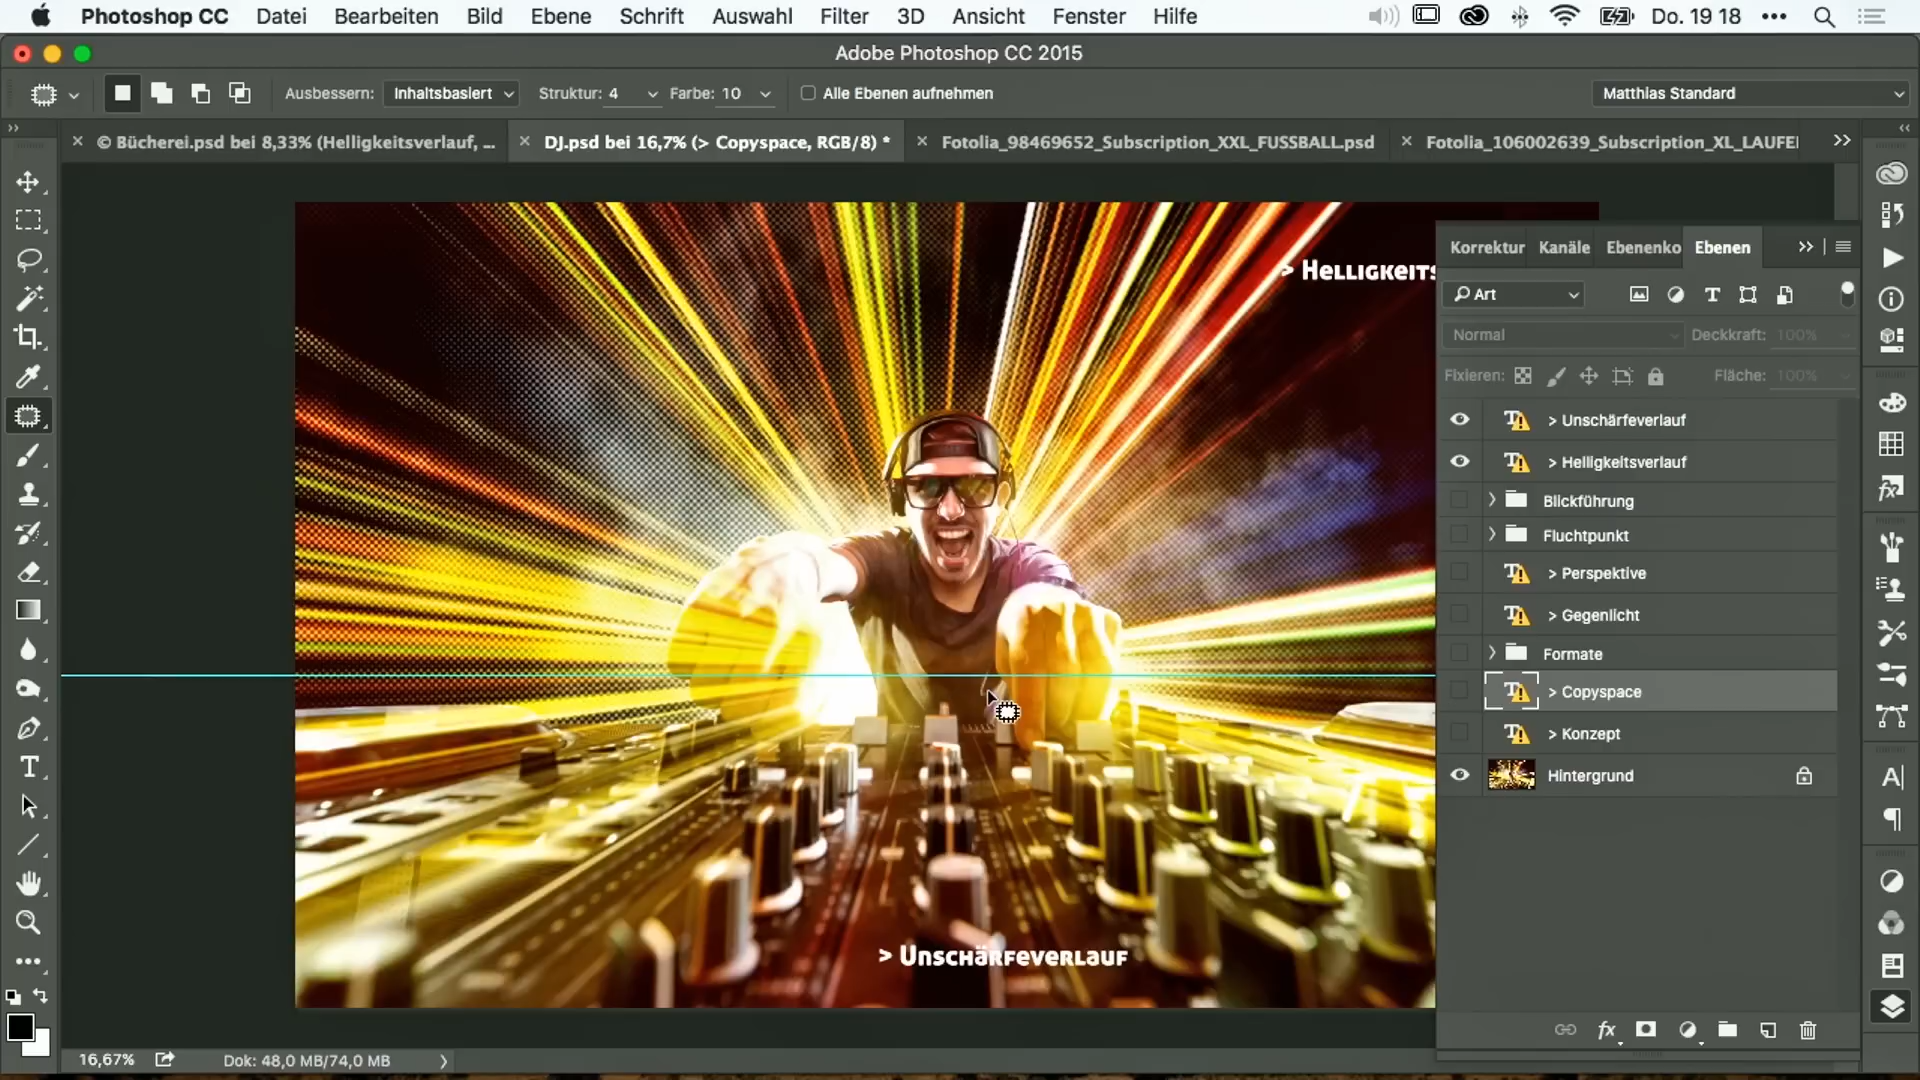 Photoshop CC Datei Bearbeiten Bild Ebene Schrift Auswahl Filter 3D Ansicht Fenster Hilfe Do. 19 18
Adobe Photoshop CC 2015
Ausbessern: Inhaltsbasiert Struktur: 4 Farbe: 10 Alle Ebenen aufnehmen Matthias Standard
© Bücherei.psd bei 8,33% (Helligkeitsverlauf, ... DJ.psd bei 16,7% (> Copyspace, RGB/8) * Fotolia_98469652_Subscription_XXL_FUSSBALL.psd Fotolia_106002639_Subscription_XL_LAUFE
Korrektur Kanäle Ebenenko Ebenen
> Helligkeits
Art
Normal Deckkraft: 100%
Fixieren: Fläche: 100%
> Unschärfeverlauf
> Helligkeitsverlauf
Blickführung
Fluchtpunkt
> Perspektive
> Gegenlicht
Formate
> Copyspace
> Konzept
Hintergrund
> Unschärfeverlauf
16,67% Dok: 48,0 MB/74,0 MB